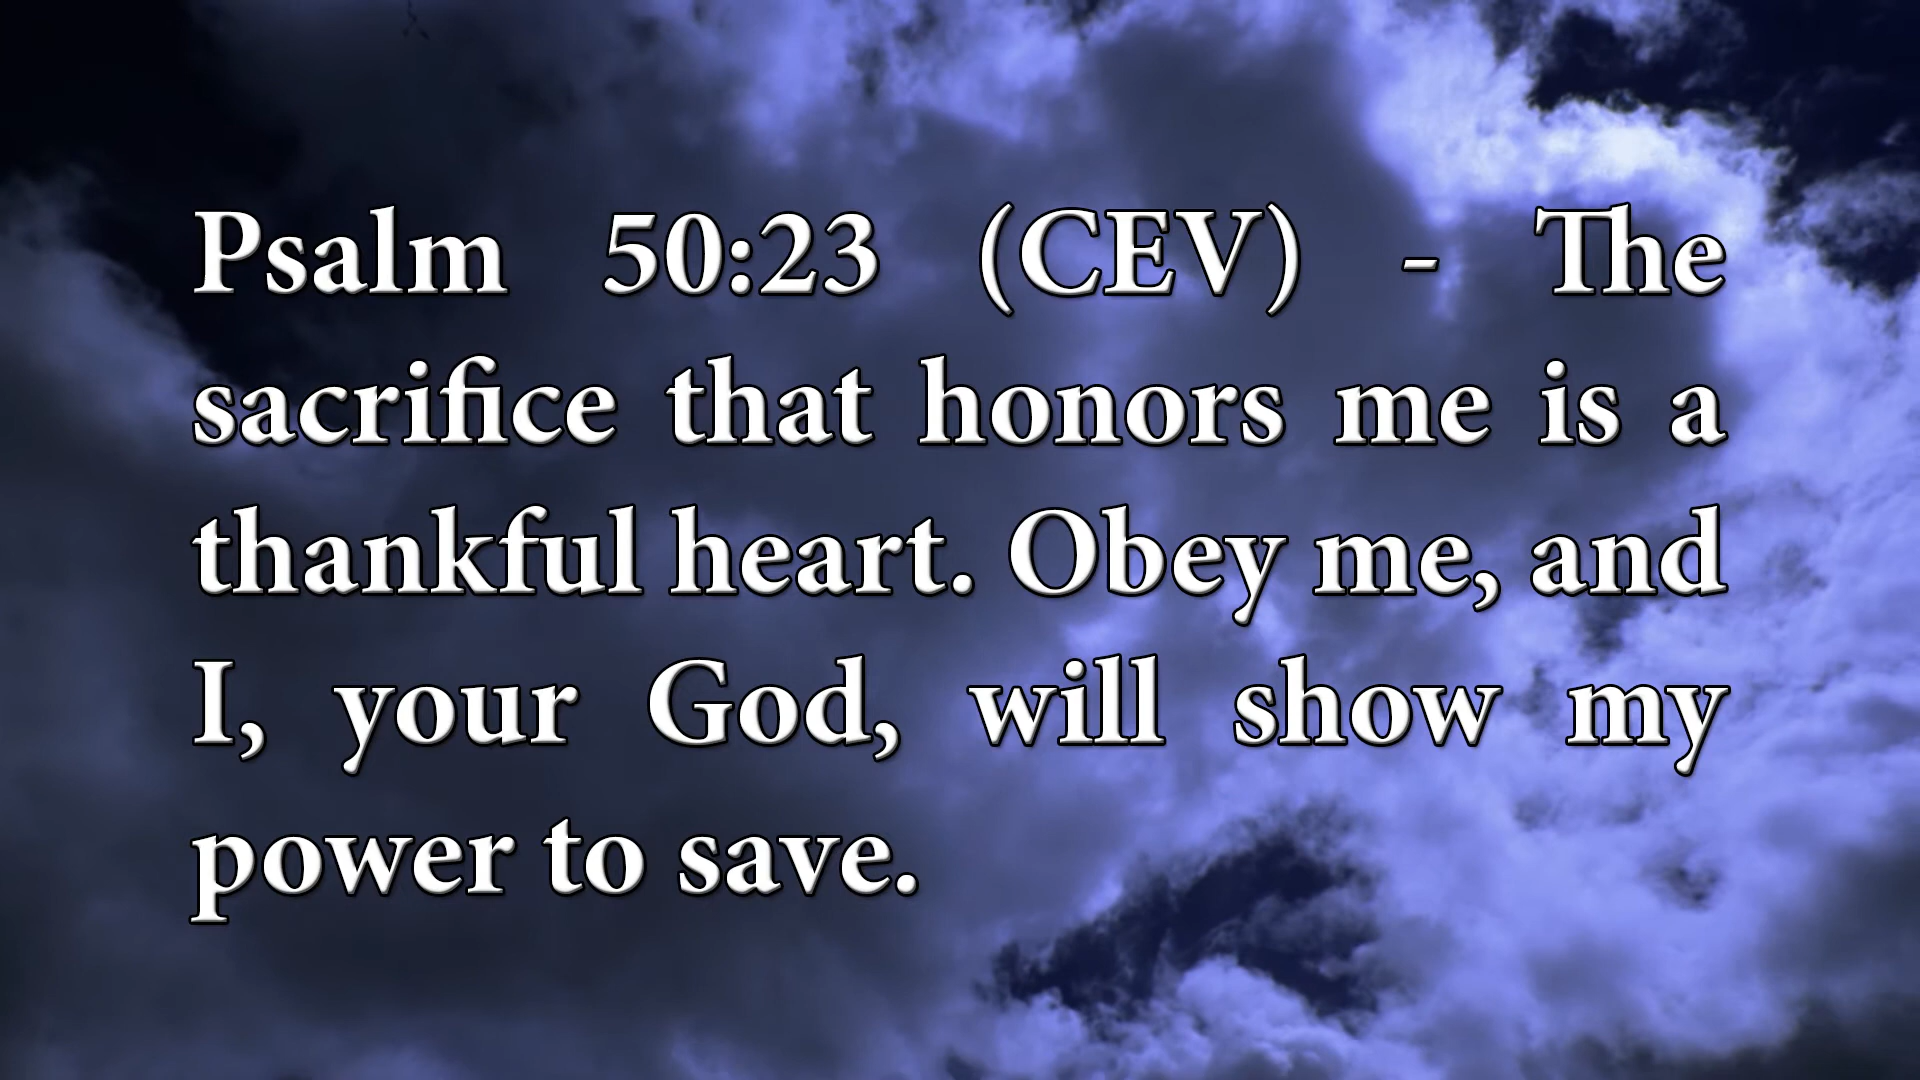 Psalm 50:23 (CEV) - The
sacrifice that honors me is a
thankful heart. Obey me, and
I, your God, will show my
power to save.